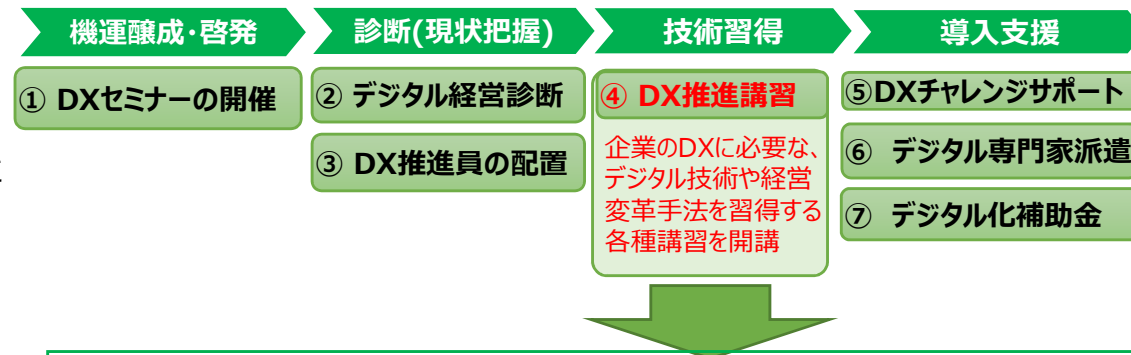 機運醸成･啓発
診断(現状把握)
技術習得
導入支援
① DXセミナーの開催
② デジタル経営診断
③ DX推進員の配置
④ DX推進講習
企業のDXに必要な、
デジタル技術や経営
変革手法を習得する
各種講習を開講
⑤DXチャレンジサポート
⑥ デジタル専門家派遣
⑦ デジタル化補助金